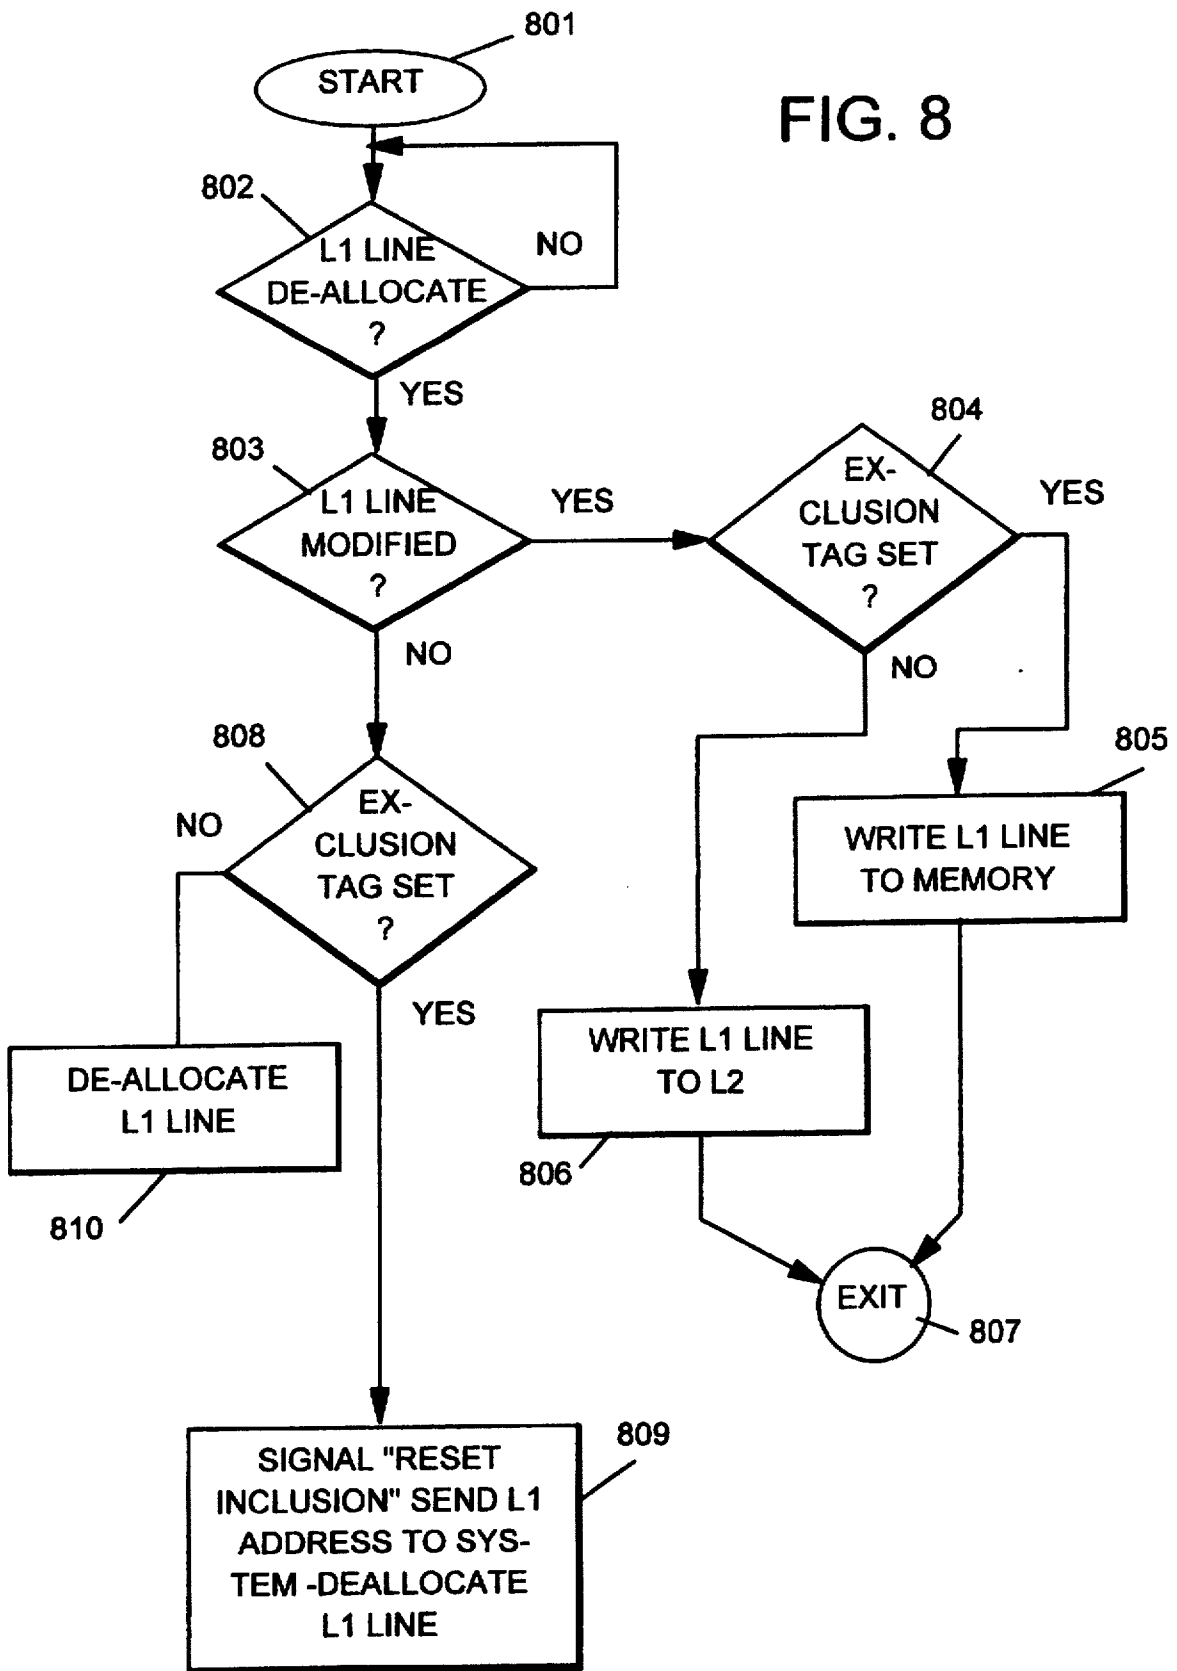 801
START
FIG. 8
802
L1 LINE
DE-ALLOCATE
?
NO
YES
803
L1 LINE
MODIFIED
?
YES
NO
804
EX-
CLUSION
TAG SET
?
YES
NO
805
WRITE L1 LINE
TO MEMORY
808
EX-
CLUSION
TAG SET
?
NO
YES
DE-ALLOCATE
L1 LINE
810
WRITE L1 LINE
TO L2
806
EXIT
807
SIGNAL "RESET
INCLUSION" SEND L1
ADDRESS TO SYS-
TEM -DEALLOCATE
L1 LINE
809